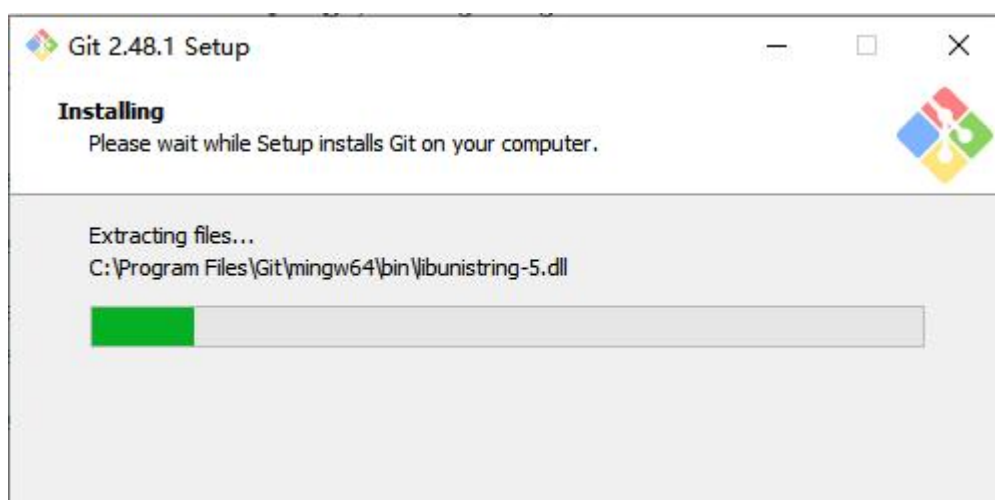 Git 2.48.1 Setup
Installing
Please wait while Setup installs Git on your computer.
Extracting files...
C:\Program Files\Git\mingw64\bin\libunistring-5.dll